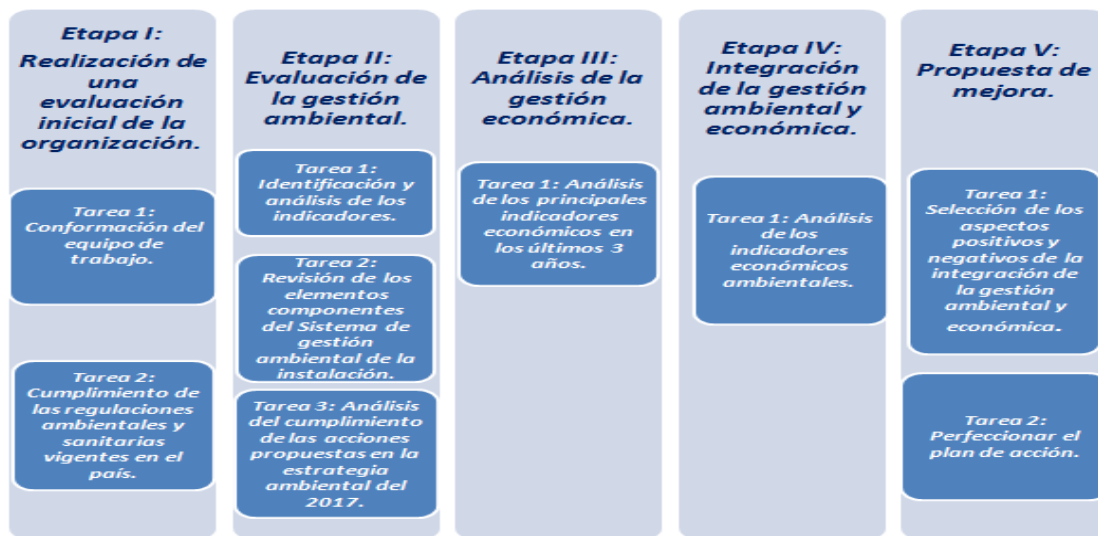 Etapa I:
Realización de
una
evaluación
inicial de la
organización.
Tarea 1:
Conformación del
equipo de
trabajo.
Tarea 2:
Cumplimiento de
las regulaciones
ambientales y
sanitarias
vigentes en el
país.
Etapa II:
Evaluación de
la gestión
ambiental.
Tarea 1:
Identificación y
análisis de los
indicadores.
Tarea 2:
Revisión de los
elementos
componentes
del Sistema de
gestión
ambiental de la
instalación.
Tarea 3: Análisis
del cumplimiento
de las acciones
propuestas en la
estrategia
ambiental del
2017.
Etapa III:
Análisis de la
gestión
económica.
Tarea 1: Análisis
de los principales
indicadores
económicos en
los últimos 3
años.
Etapa IV:
Integración
de la gestión
ambiental y
económica.
Tarea 1: Análisis
de los
indicadores
económicos
ambientales.
Etapa V:
Propuesta de
mejora.
Tarea 1:
Selección de los
aspectos
positivos y
negativos de la
integración de
la gestión
ambiental y
económica.
Tarea 2:
Perfeccionar el
plan de acción.